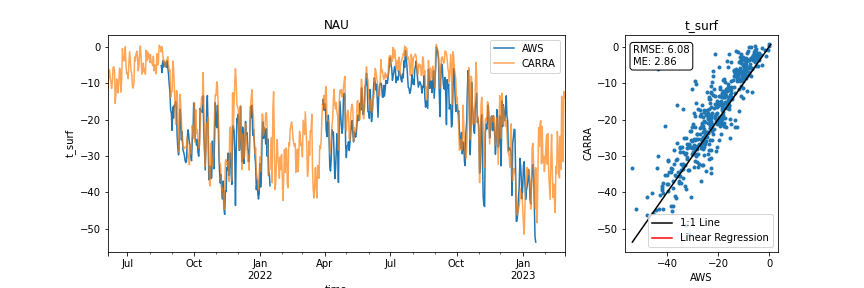 NAU
t_surf
AWS
CARRA
0
−10
−20
−30
−40
−50
t_surf
Jul
Oct
Jan
2022
Apr
Jul
Oct
Jan
2023
t_surf
RMSE: 6.08
ME: 2.86
0
−10
−20
−30
−40
−50
CARRA
1:1 Line
Linear Regression
−40
−20
0
AWS